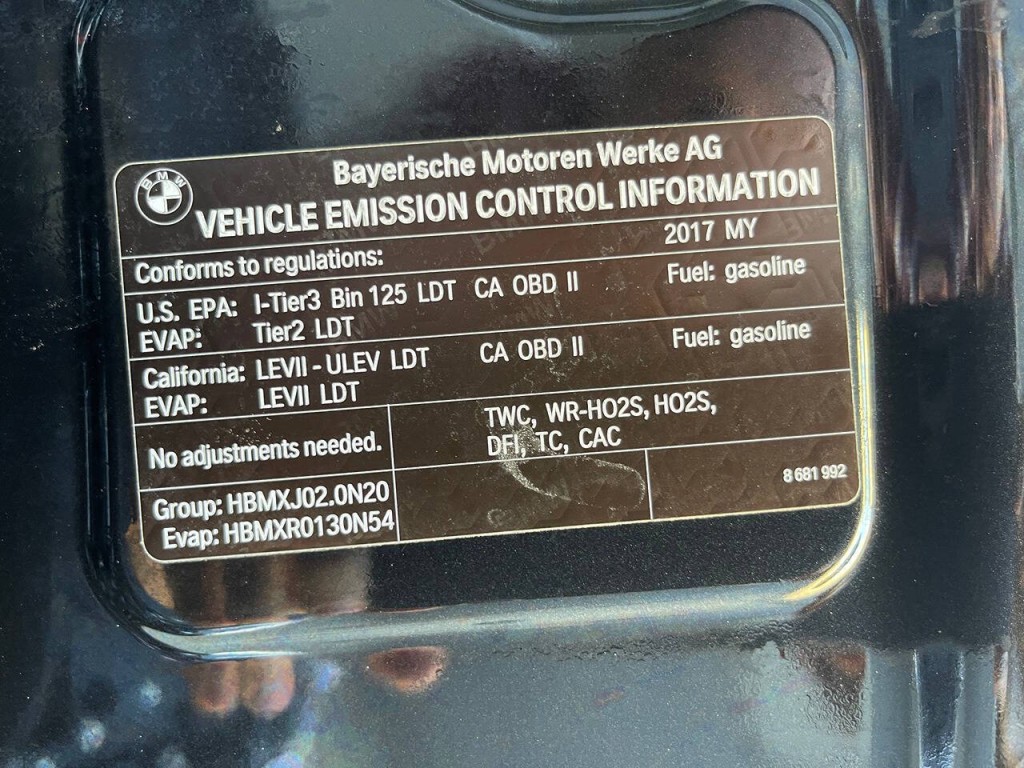 BMW
Bayerische Motoren Werke AG
VEHICLE EMISSION CONTROL INFORMATION
Conforms to regulations: 2017 MY
U.S. EPA: I-Tier3 Bin 125 LDT CA OBD II Fuel: gasoline
EVAP: Tier2 LDT
California: LEVII - ULEV LDT CA OBD II Fuel: gasoline
EVAP: LEVII LDT
No adjustments needed.
TWC, WR-HO2S, HO2S,
DFI, TC, CAC
Group: HBMXJ02.0N20
Evap: HBMXR0130N54
8 681 992